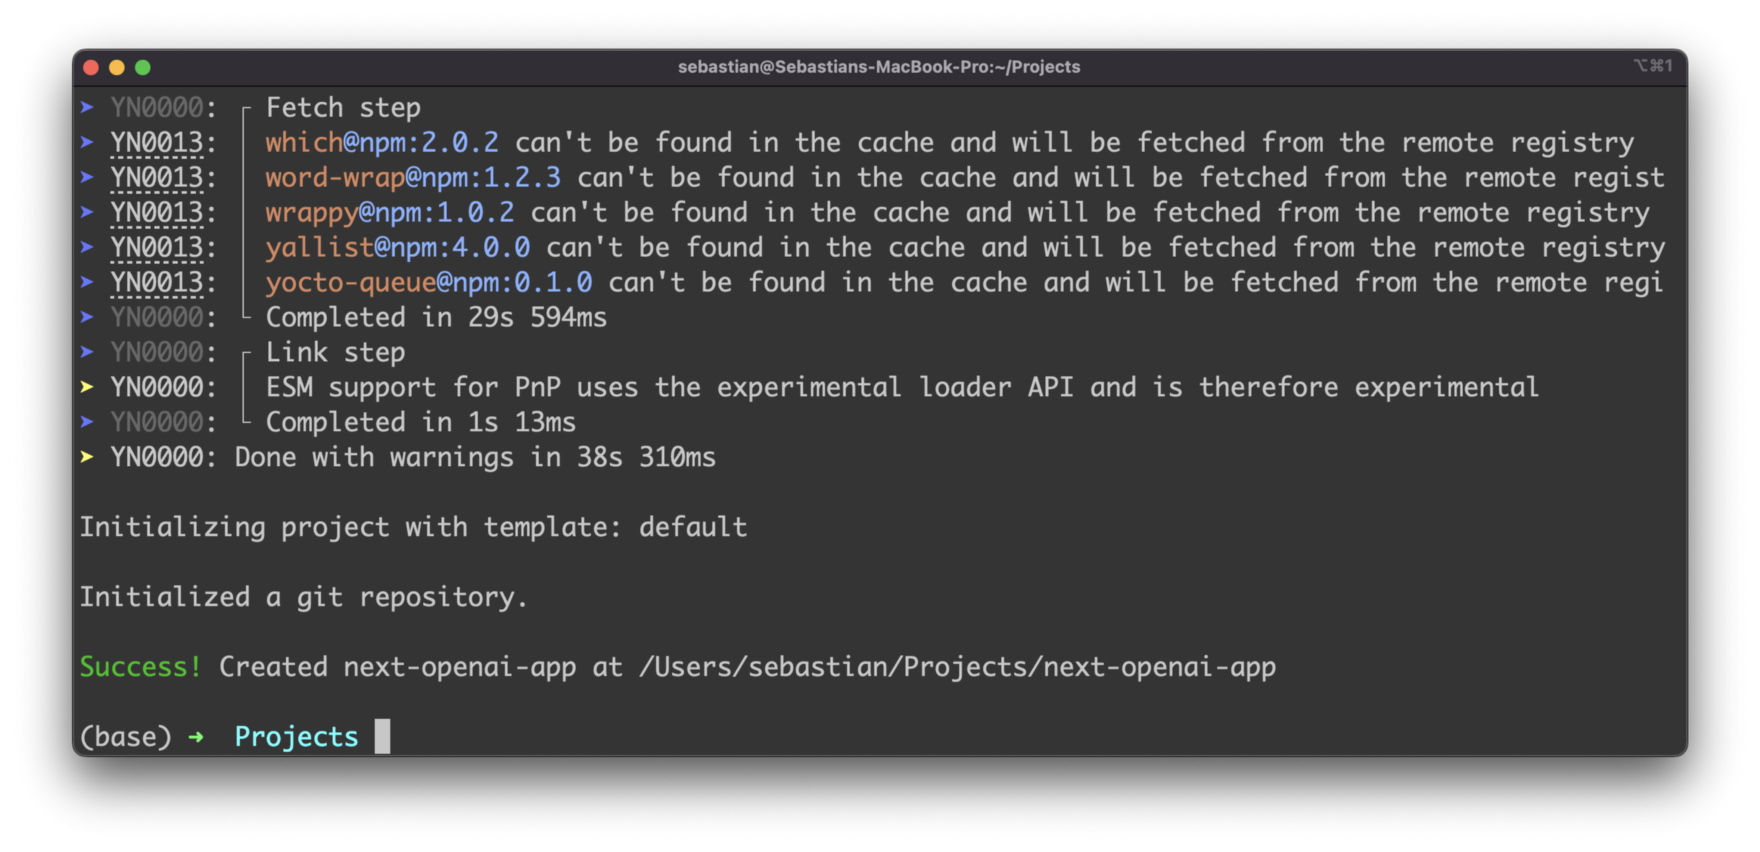 sebastian@Sebastians-MacBook-Pro:~/Projects
⌥⌘1
➤ YN0000: ┌ Fetch step
➤ YN0013: │ which@npm:2.0.2 can't be found in the cache and will be fetched from the remote registry
➤ YN0013: │ word-wrap@npm:1.2.3 can't be found in the cache and will be fetched from the remote regist
➤ YN0013: │ wrappy@npm:1.0.2 can't be found in the cache and will be fetched from the remote registry
➤ YN0013: │ yallist@npm:4.0.0 can't be found in the cache and will be fetched from the remote registry
➤ YN0013: │ yocto-queue@npm:0.1.0 can't be found in the cache and will be fetched from the remote regi
➤ YN0000: └ Completed in 29s 594ms
➤ YN0000: ┌ Link step
➤ YN0000: │ ESM support for PnP uses the experimental loader API and is therefore experimental
➤ YN0000: └ Completed in 1s 13ms
➤ YN0000: Done with warnings in 38s 310ms
Initializing project with template: default
Initialized a git repository.
Success! Created next-openai-app at /Users/sebastian/Projects/next-openai-app
(base) ➜ Projects